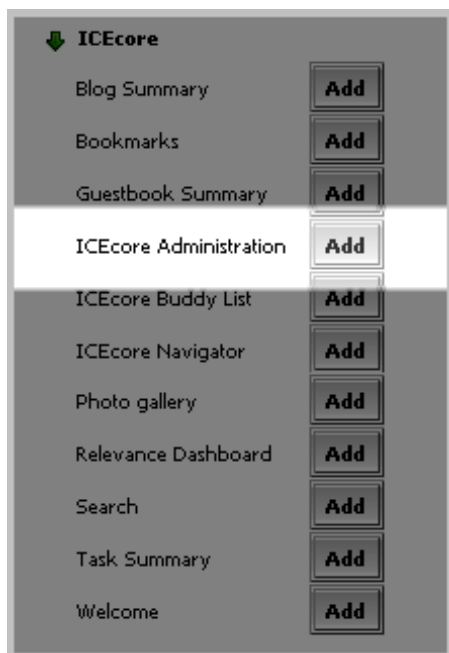 ICEcore
Blog Summary Add
Bookmarks Add
Guestbook Summary Add
ICEcore Administration Add
ICEcore Buddy List Add
ICEcore Navigator Add
Photo gallery Add
Relevance Dashboard Add
Search Add
Task Summary Add
Welcome Add